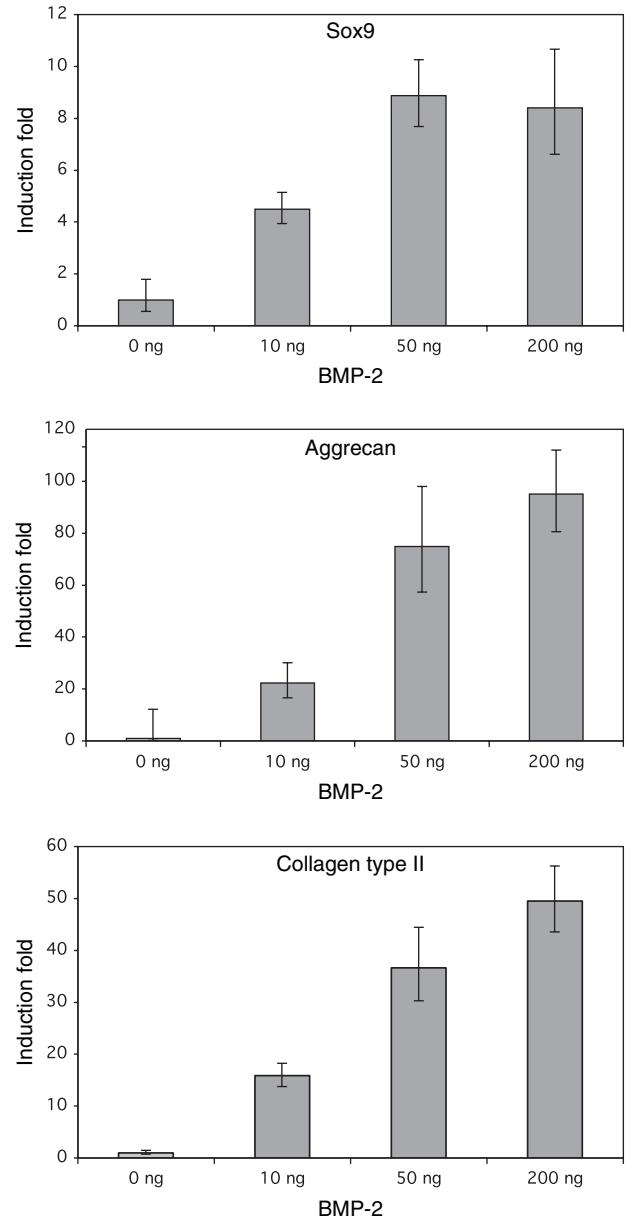 12
Sox9
10
8
6
4
2
0
Induction fold
0 ng 10 ng 50 ng 200 ng
BMP-2
120
Aggrecan
100
80
60
40
20
0
Induction fold
0 ng 10 ng 50 ng 200 ng
BMP-2
60
Collagen type II
50
40
30
20
10
0
Induction fold
0 ng 10 ng 50 ng 200 ng
BMP-2